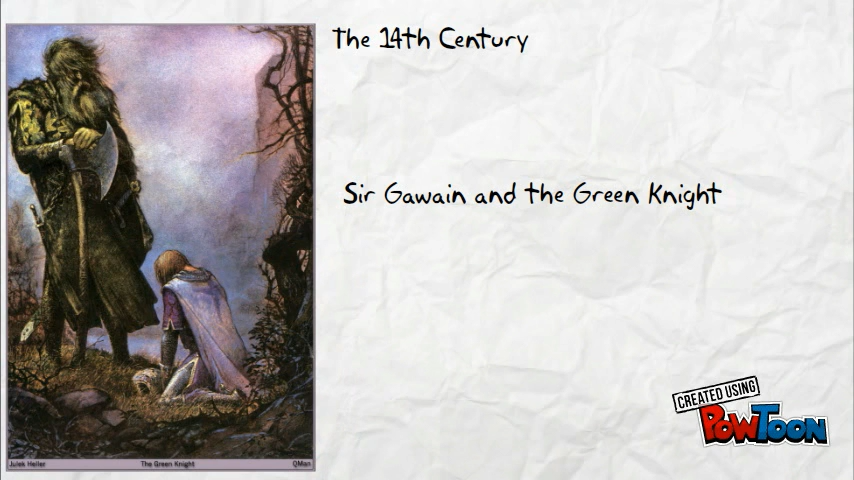 The 14th Century
Sir Gawain and the Green Knight
CREATED USING
POWTOON
Julek Heller The Green Knight QMan